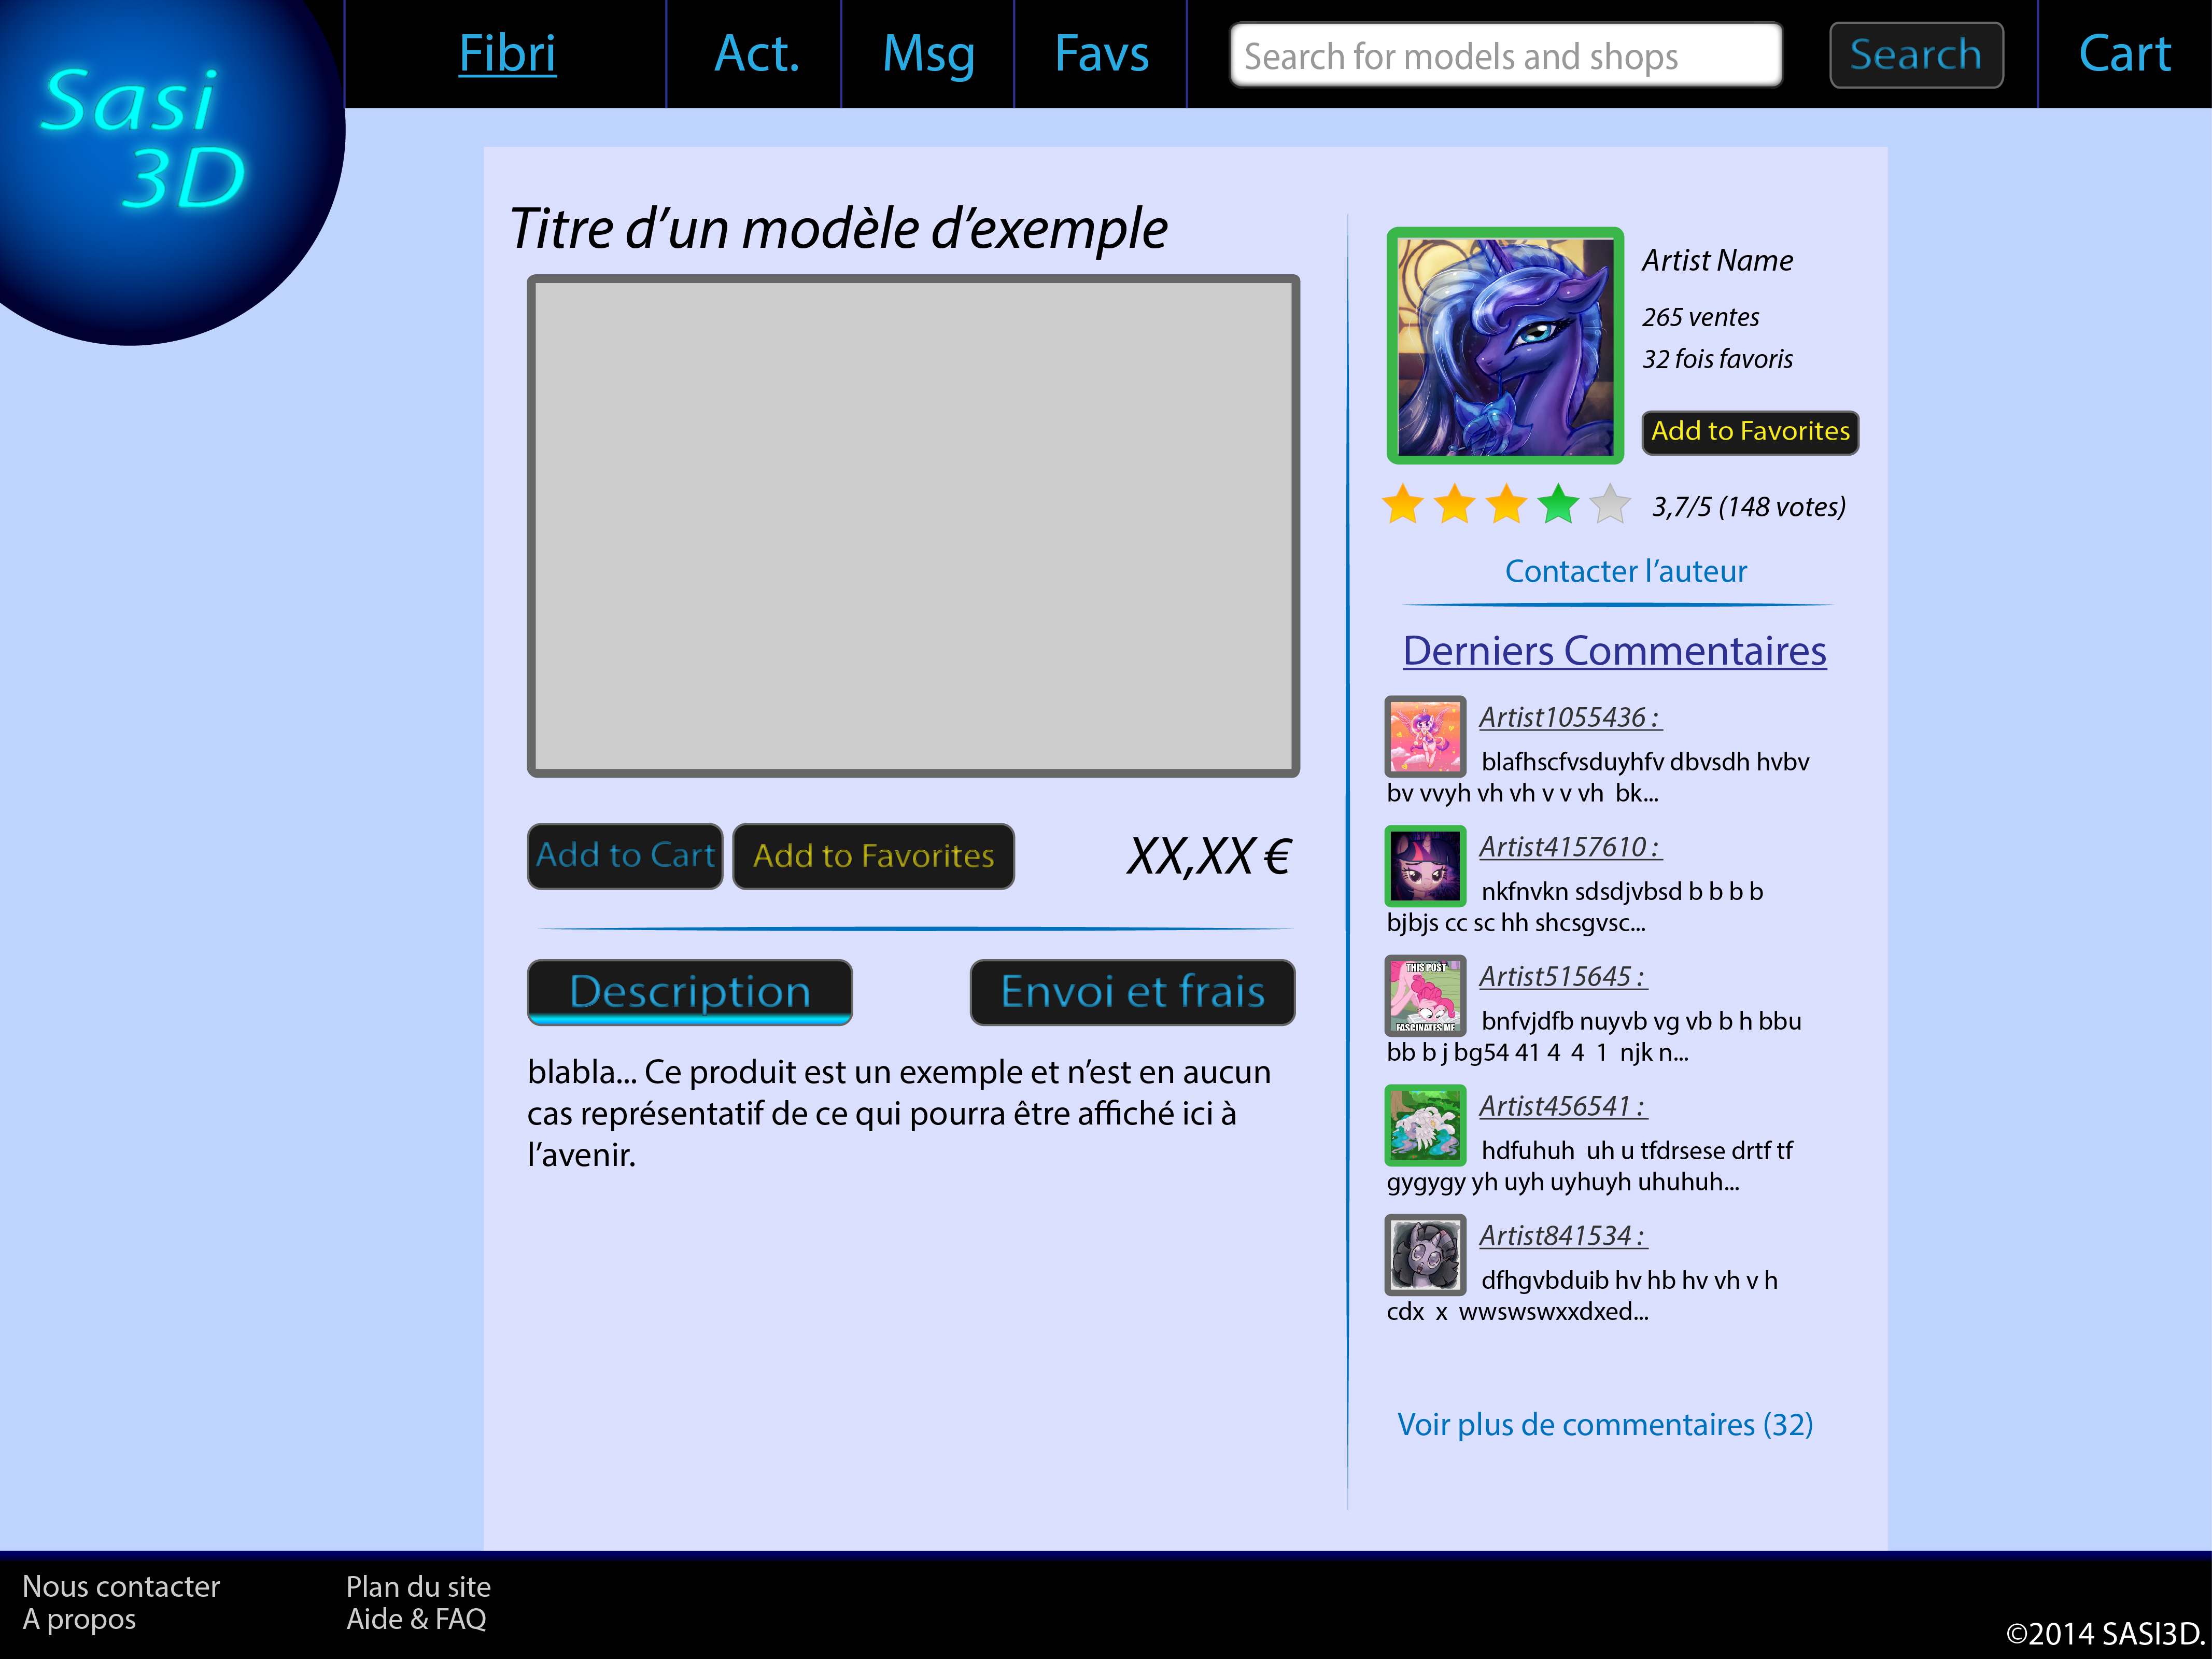 Sasi
3D
Fibri
Act.
Msg
Favs
Search for models and shops
Search
Cart
Titre d’un modèle d’exemple
Add to Cart
Add to Favorites
XX,XX €
Description
Envoi et frais
blabla... Ce produit est un exemple et n’est en aucun
cas représentatif de ce qui pourra être affiché ici à
l’avenir.
Artist Name
265 ventes
32 fois favoris
Add to Favorites
3,7/5 (148 votes)
Contacter l’auteur
Derniers Commentaires
Artist1055436 :
blafhscfvsduyhfv dbvsdh hvbv
bv vvyh vh vh v v vh bk...
Artist4157610 :
nkfnvkn sdsdjvbsd b b b b
bjbjs cc sc hh shcsgvsc...
THIS POST
FASCINATES ME
Artist515645 :
bnfvjdfb nuyvb vg vb b h bbu
bb b j bg54 41 4 4 1 njk n...
Artist456541 :
hdfuhuh uh u tfdrsese drtf tf
gygygy yh uyh uyhuyh uhuhuh...
Artist841534 :
dfhgvbduib hv hb hv vh v h
cdx x wwswswxxdxed...
Voir plus de commentaires (32)
Nous contacter
A propos
Plan du site
Aide & FAQ
©2014 SASI3D.